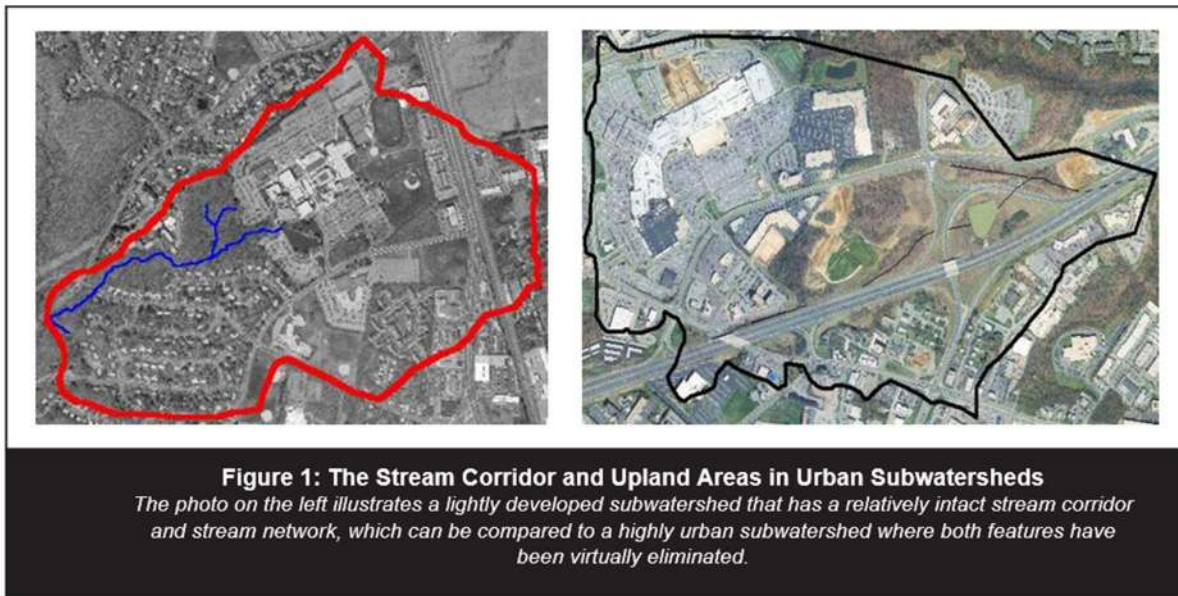 Figure 1: The Stream Corridor and Upland Areas in Urban Subwatersheds
The photo on the left illustrates a lightly developed subwatershed that has a relatively intact stream corridor
and stream network, which can be compared to a highly urban subwatershed where both features have
been virtually eliminated.